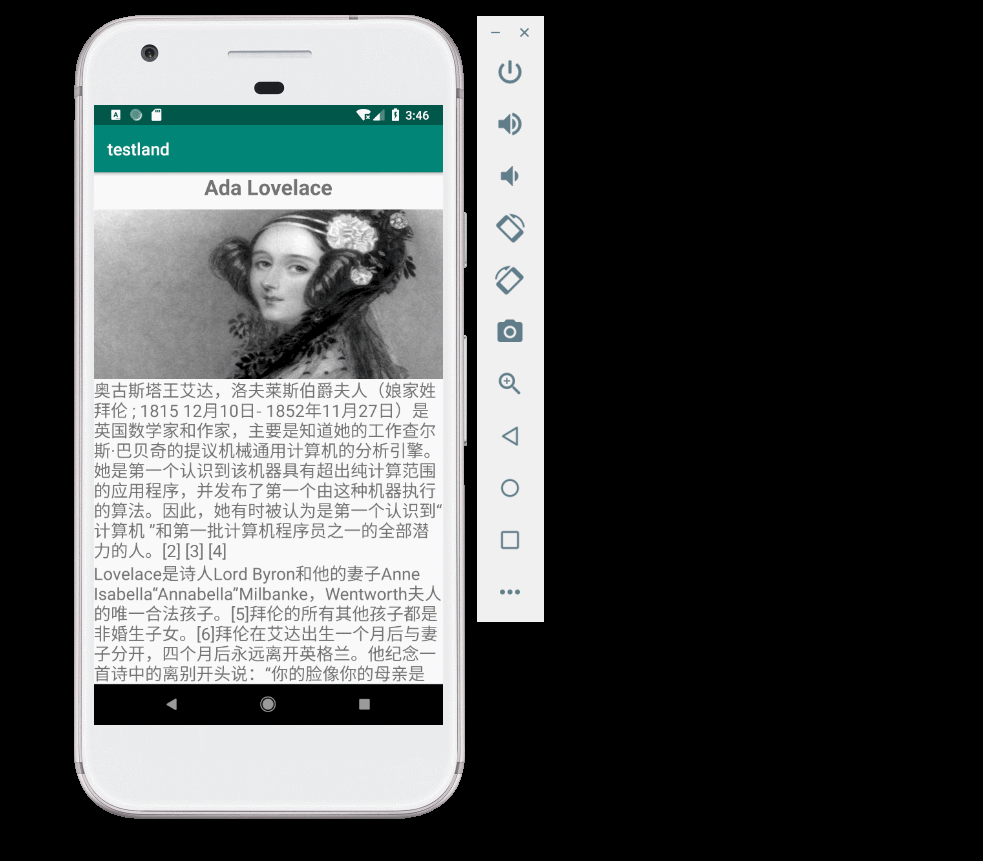 3:46
testland
Ada Lovelace
奥古斯塔王艾达，洛夫莱斯伯爵夫人（娘家姓
拜伦 ; 1815 12月10日- 1852年11月27日）是
英国数学家和作家，主要是知道她的工作查尔
斯·巴贝奇的提议机械通用计算机的分析引擎。
她是第一个认识到该机器具有超出纯计算范围
的应用程序，并发布了第一个由这种机器执行
的算法。因此，她有时被认为是第一个认识到“
计算机 ”和第一批计算机程序员之一的全部潜
力的人。[2] [3] [4]
Lovelace是诗人Lord Byron和他的妻子Anne
Isabella“Annabella”Milbanke，Wentworth夫人
的唯一合法孩子。[5]拜伦的所有其他孩子都是
非婚生子女。[6]拜伦在艾达出生一个月后与妻
子分开，四个月后永远离开英格兰。他纪念一
首诗中的离别开头说：“你的脸像你的母亲是